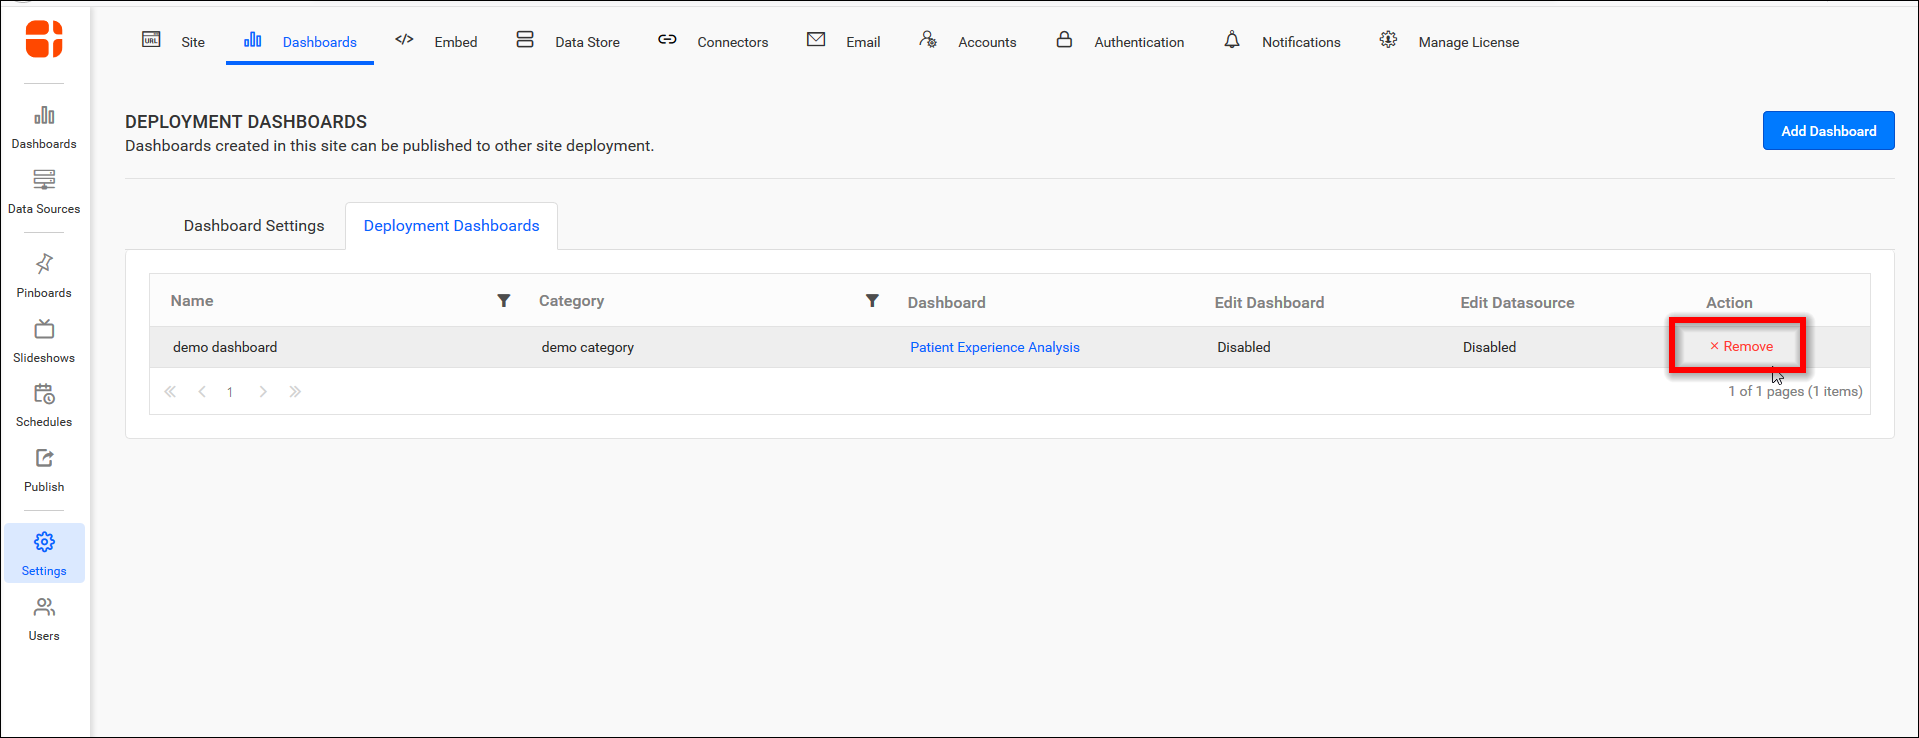 URL Site Dashboards </> Embed Data Store Connectors Email Accounts Authentication Notifications Manage License
Dashboards
Data Sources
Pinboards
Slideshows
Schedules
Publish
Settings
Users
DEPLOYMENT DASHBOARDS
Dashboards created in this site can be published to other site deployment.
Add Dashboard
Dashboard Settings Deployment Dashboards
Name Category Dashboard Edit Dashboard Edit Datasource Action
demo dashboard demo category Patient Experience Analysis Disabled Disabled × Remove
1 1 of 1 pages (1 items)